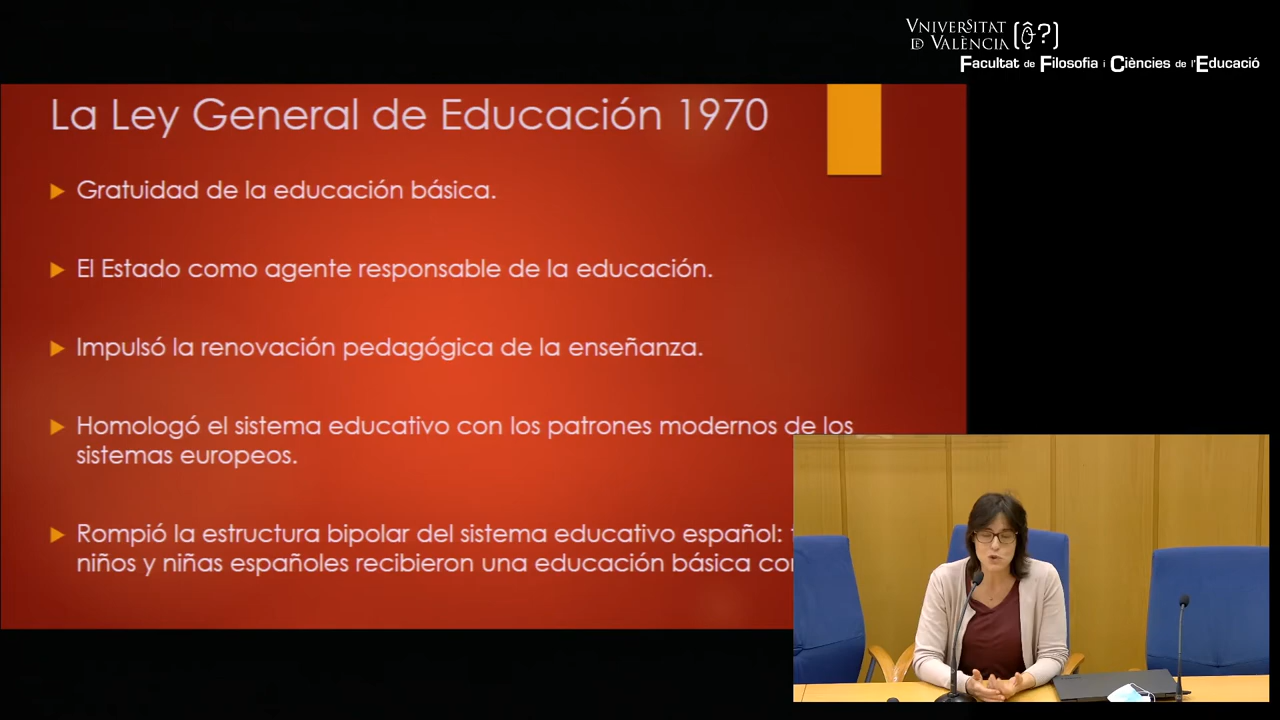 VNIVERSITAT
DE VALÈNCIA
Facultat de Filosofia i Ciències de l'Educació
La Ley General de Educación 1970
Gratuidad de la educación básica.
El Estado como agente responsable de la educación.
Impulsó la renovación pedagógica de la enseñanza.
Homologó el sistema educativo con los patrones modernos de los
sistemas europeos.
Rompió la estructura bipolar del sistema educativo español:
niños y niñas españoles recibieron una educación básica